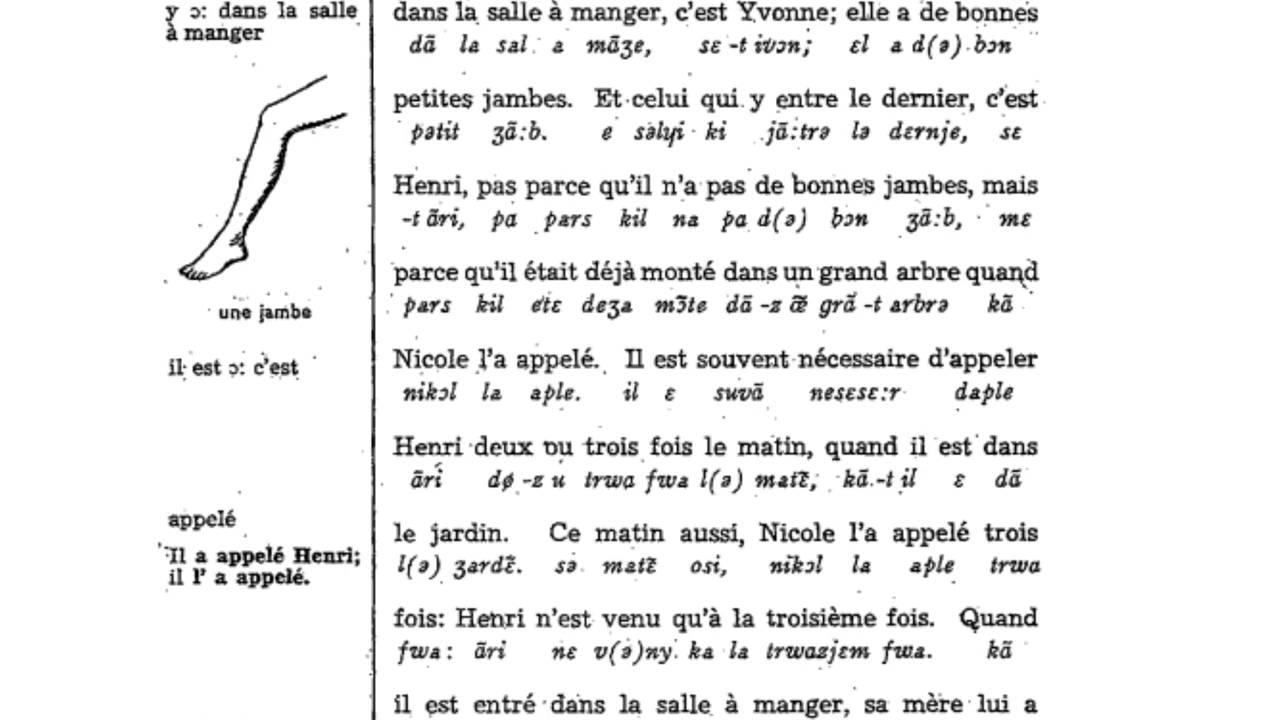 y ɔ: dans la salle
à manger
une jambe
il est ɔ: c'est
appelé
Il a appelé Henri;
il l' a appelé.
dans la salle à manger, c'est Yvonne; elle a de bonnes
dɑ̃ la sal a mɑ̃ʒe, sɛ -t ivɔn; ɛl a d(ə) bɔn
petites jambes. Et celui qui y entre le dernier, c'est
pətit ʒɑ̃:b. e səlɥi ki jɑ̃:trə lə dɛrnje, sɛ
Henri, pas parce qu'il n'a pas de bonnes jambes, mais
-t ɑ̃ri, pɑ pars kil na pɑ d(ə) bɔn ʒɑ̃:b, mɛ
parce qu'il était déjà monté dans un grand arbre quand
pars kil etɛ deʒa mɔ̃te dɑ̃ -z œ̃ grɑ̃ -t arbrə kɑ̃
Nicole l'a appelé. Il est souvent nécessaire d'appeler
nikɔl la aple. il ɛ suvɑ̃ nesɛsɛ:r daple
Henri deux ou trois fois le matin, quand il est dans
ɑ̃ri dø -z u trwɑ fwa l(ə) matɛ̃, kɑ̃ -t il ɛ dɑ̃
le jardin. Ce matin aussi, Nicole l'a appelé trois
l(ə) ʒardɛ̃. sə matɛ̃ osi, nikɔl la aple trwɑ
fois: Henri n'est venu qu'à la troisième fois. Quand
fwa: ɑ̃ri nɛ v(ə)ny ka la trwɑzjɛm fwa. kɑ̃
il est entré dans la salle à manger, sa mère lui a